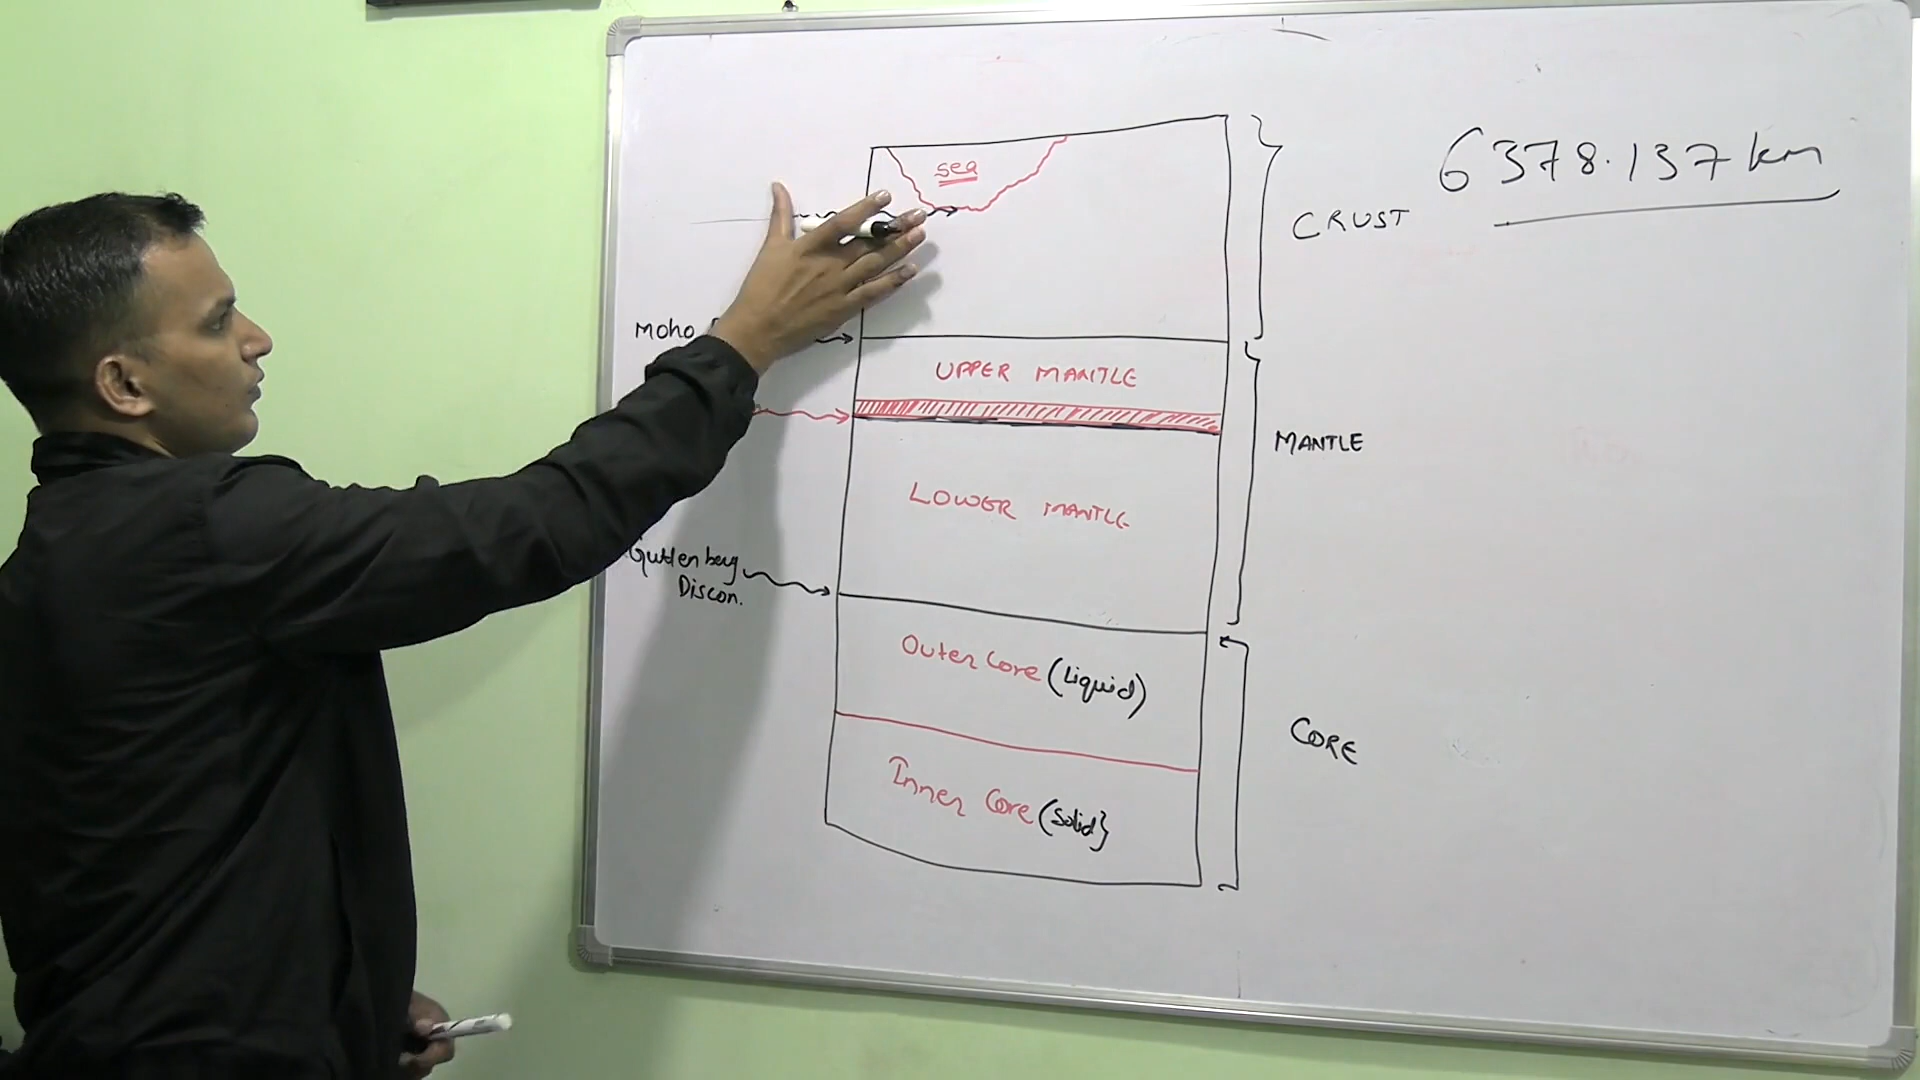 6378.137 km
sea
CRUST
Moho
UPPER MANTLE
MANTLE
LOWER MANTLE
Guttenberg
Discon.
Outer Core (Liquid)
CORE
Inner Core (Solid}